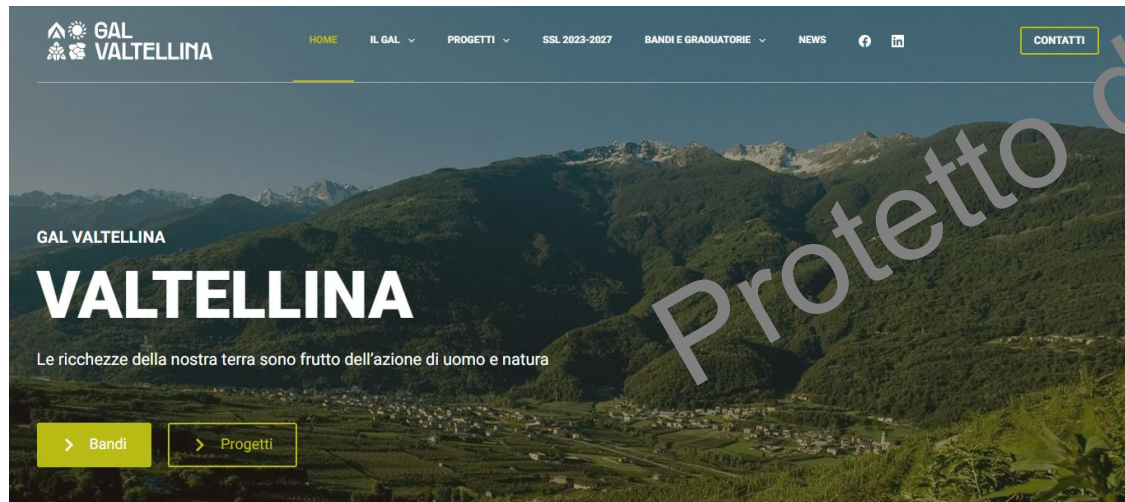 GAL
VALTELLINA
HOME
IL GAL
PROGETTI
SSL 2023-2027
BANDI E GRADUATORIE
NEWS
CONTATTI
GAL VALTELLINA
VALTELLINA
Le ricchezze della nostra terra sono frutto dell'azione di uomo e natura
Bandi
Progetti
Protetto